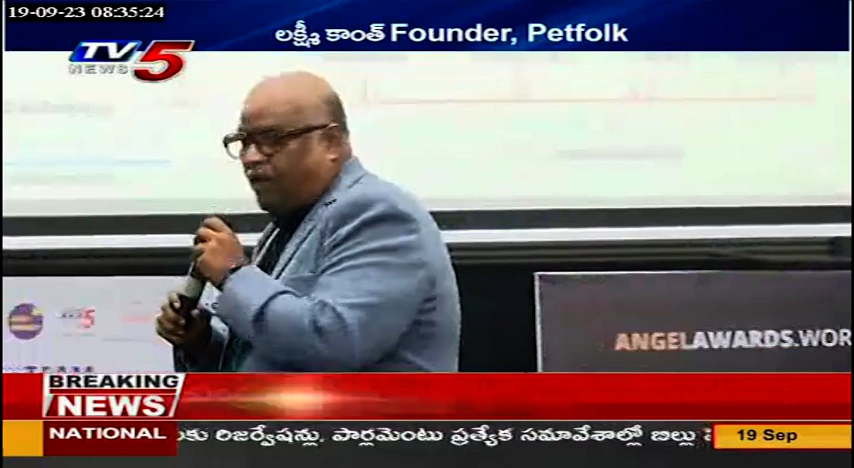 19-09-23 08:35:24
లక్ష్మీ కాంత్ Founder, Petfolk
TV5
NEWS
ANGELAWARDS.WOR
BREAKING
NEWS
NATIONAL
కు రిజర్వేషన్లు. పార్లమెంటు ప్రత్యేక సమావేశాల్లో బిల్లు
19 Sep